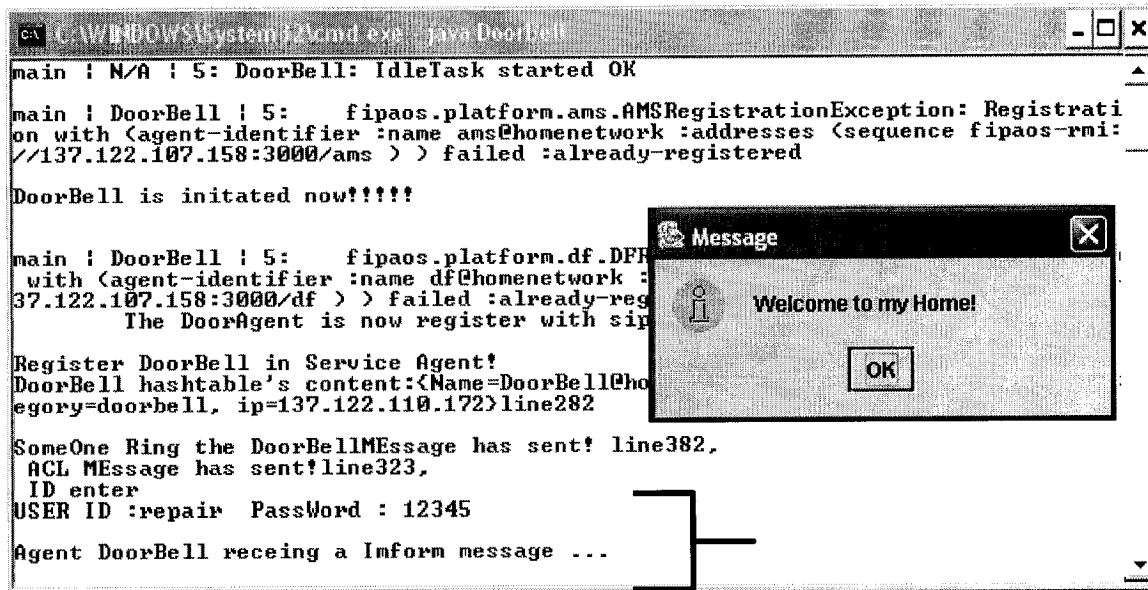 C:\WINDOWS\System32\cmd.exe - java DoorBell
main ¦ N/A ¦ 5: DoorBell: IdleTask started OK
main ¦ DoorBell ¦ 5:    fipaos.platform.ams.AMSRegistrationException: Registrati
on with (agent-identifier :name ams@homenetwork :addresses (sequence fipaos-rmi:
//137.122.107.158:3000/ams ) ) failed :already-registered
DoorBell is initated now!!!!!
main ¦ DoorBell ¦ 5:    fipaos.platform.df.DFR
with (agent-identifier :name df@homenetwork :
37.122.107.158:3000/df ) ) failed :already-reg
The DoorAgent is now register with sip
Register DoorBell in Service Agent!
DoorBell hashtable's content:{Name=DoorBell@ho
egory=doorbell, ip=137.122.110.172}line282
SomeOne Ring the DoorBellMEssage has sent! line382,
ACL MEssage has sent!line323,
ID enter
USER ID :repair  PassWord : 12345
Agent DoorBell receing a Imform message ...
Message
Welcome to my Home!
OK